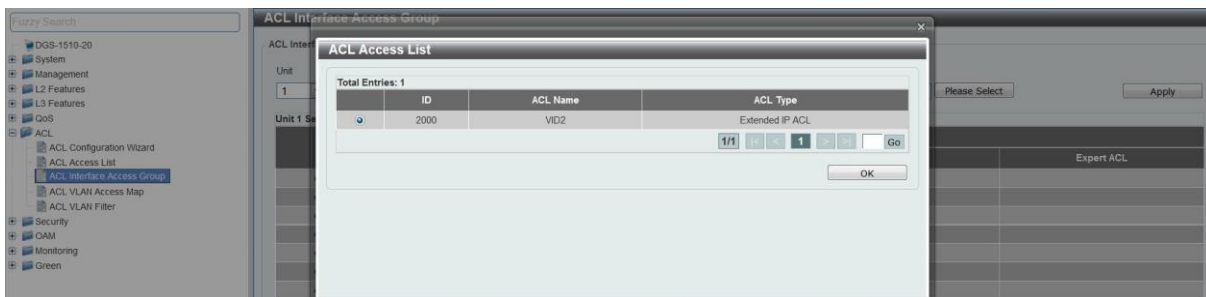 Fuzzy Search
DGS-1510-20
System
Management
L2 Features
L3 Features
QoS
ACL
ACL Configuration Wizard
ACL Access List
ACL Interface Access Group
ACL VLAN Access Map
ACL VLAN Filter
Security
OAM
Monitoring
Green
ACL Interface Access Group
ACL Interf
Unit
1
Please Select
Apply
Unit 1 Se
Expert ACL
ACL Access List
Total Entries: 1
ID ACL Name ACL Type
2000 VID2 Extended IP ACL
1/1 |< < 1 > >| Go
OK